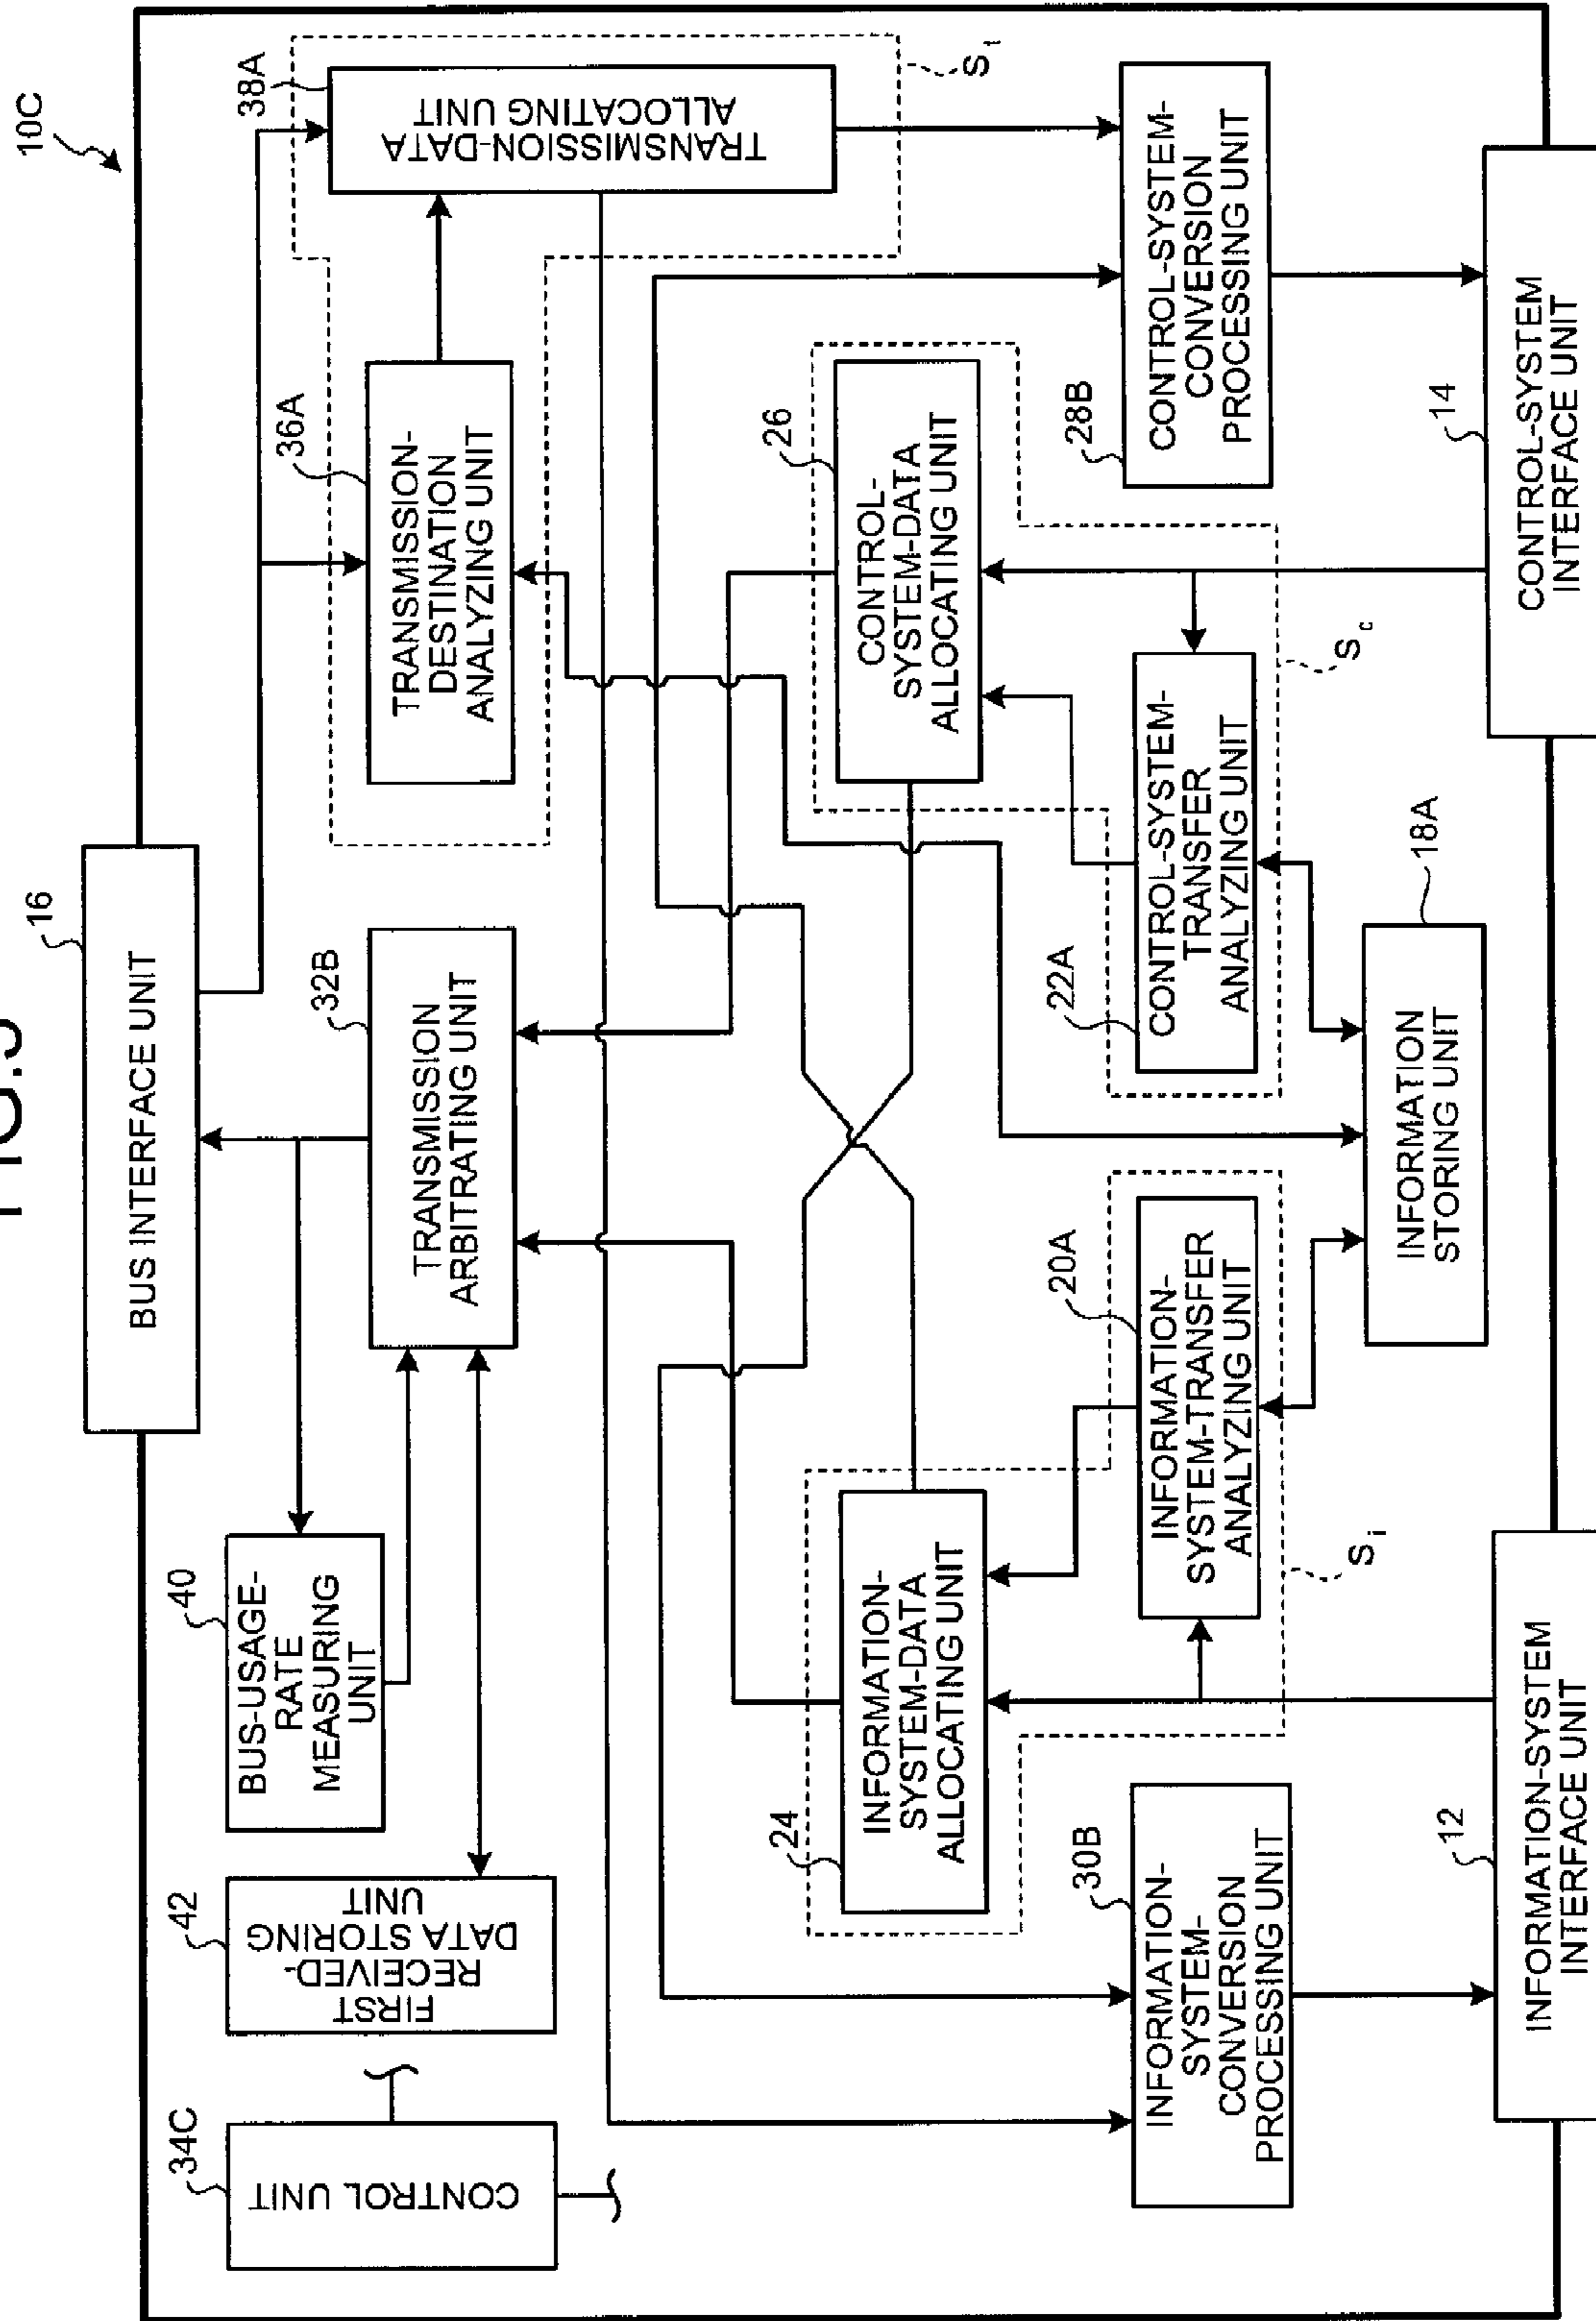 10C
16
BUS INTERFACE UNIT
34C
CONTROL UNIT
42
FIRST
RECEIVED-
DATA STORING
UNIT
40
BUS-USAGE-
RATE
MEASURING
UNIT
32B
TRANSMISSION
ARBITRATING UNIT
36A
TRANSMISSION-
DESTINATION
ANALYZING UNIT
38A
TRANSMISSION-DATA
ALLOCATING UNIT
St
24
INFORMATION-
SYSTEM-DATA
ALLOCATING UNIT
26
CONTROL-
SYSTEM-DATA
ALLOCATING UNIT
30B
INFORMATION-
SYSTEM-
CONVERSION
PROCESSING UNIT
20A
INFORMATION-
SYSTEM-TRANSFER
ANALYZING UNIT
Si
22A
CONTROL-SYSTEM-
TRANSFER
ANALYZING UNIT
Sc
28B
CONTROL-SYSTEM-
CONVERSION
PROCESSING UNIT
18A
INFORMATION
STORING UNIT
12
INFORMATION-SYSTEM
INTERFACE UNIT
14
CONTROL-SYSTEM
INTERFACE UNIT